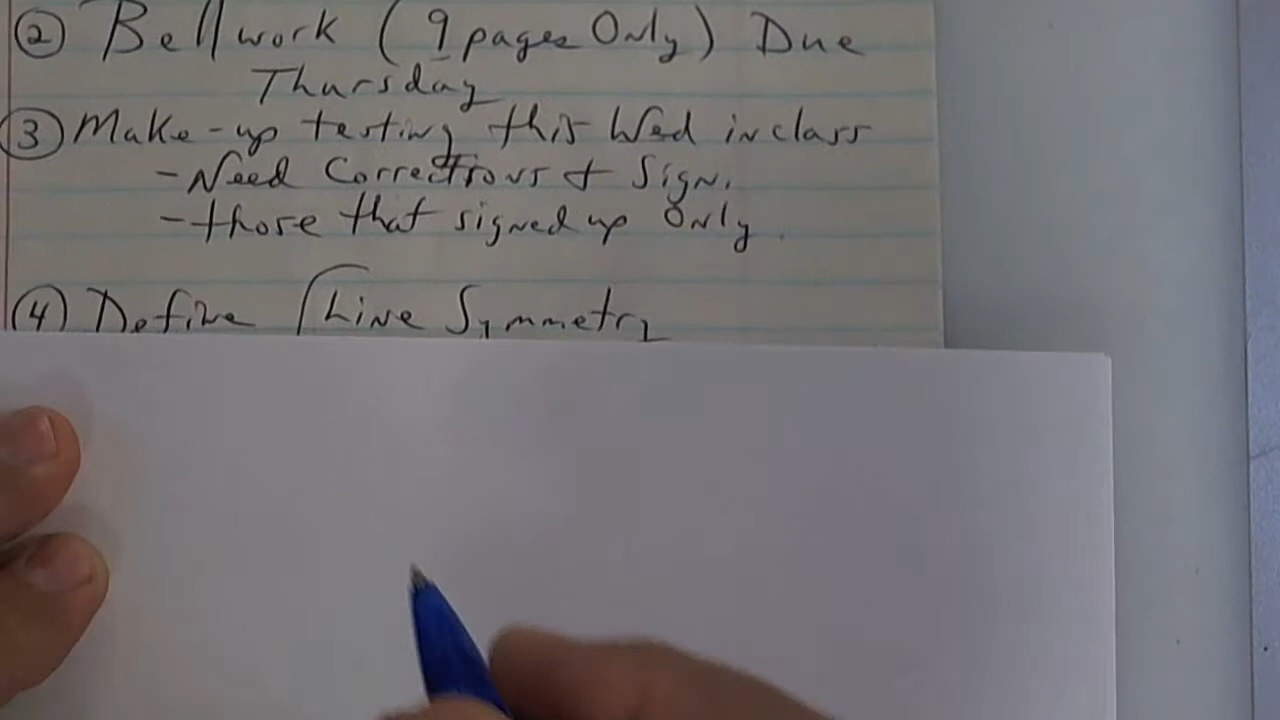 ② Bellwork (9 pages Only) Due
Thursday
③ Make-up testing this Wed in class
- Need Corrections + Sign.
- those that signed up Only.
④ Define Line Symmetry